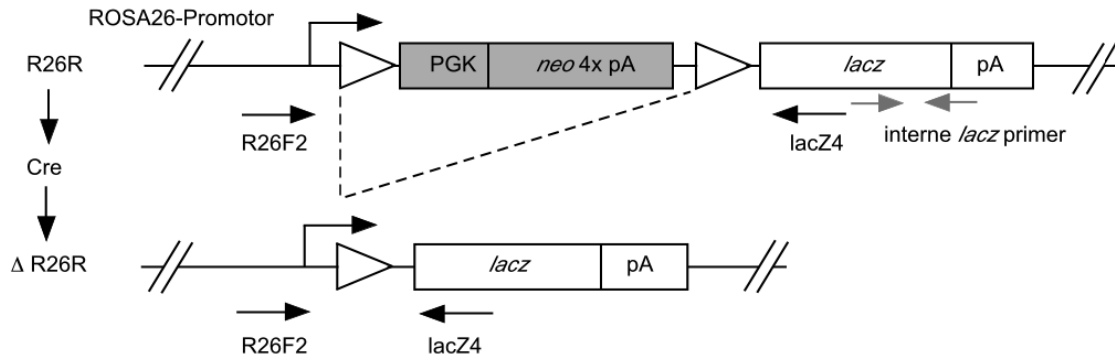 ROSA26-Promotor
R26R
PGK neo 4x pA
lacz pA
R26F2
lacZ4
interne lacz primer
Cre
Δ R26R
lacz pA
R26F2
lacZ4